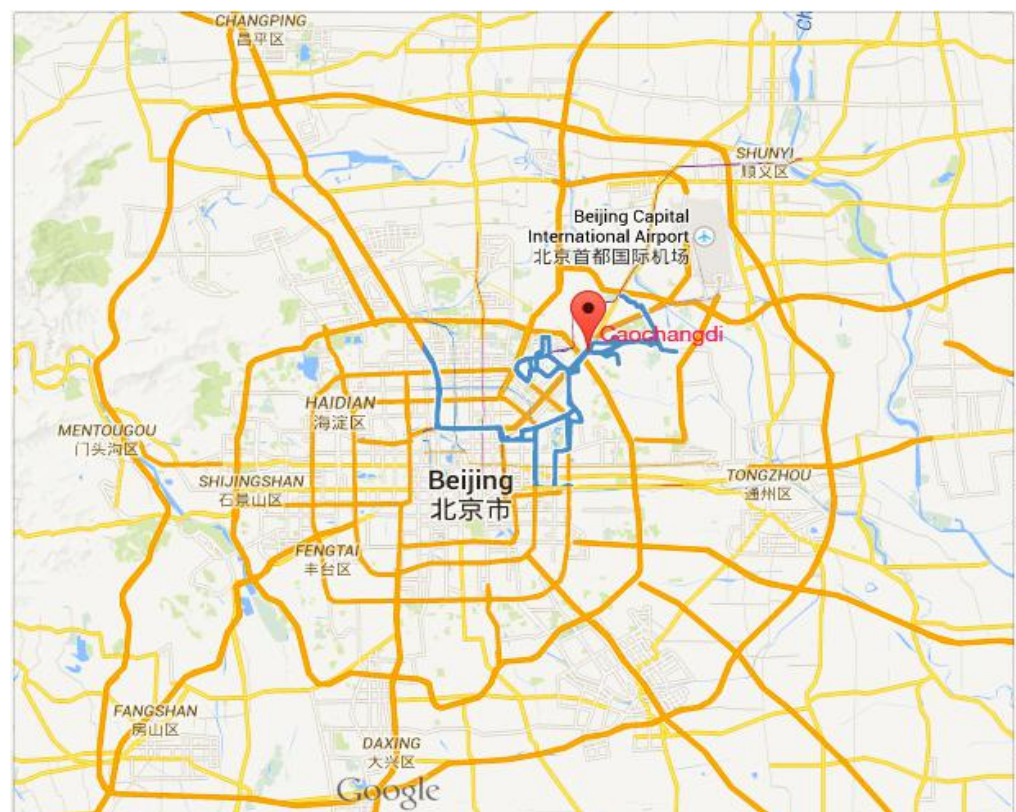 CHANGPING
昌平区
SHUNYI
顺义区
Beijing Capital
International Airport
北京首都国际机场
Caochangdi
HAIDIAN
海淀区
MENTOUGOU
门头沟区
SHIJINGSHAN
石景山区
Beijing
北京市
TONGZHOU
通州区
FENGTAI
丰台区
FANGSHAN
房山区
DAXING
大兴区
Google